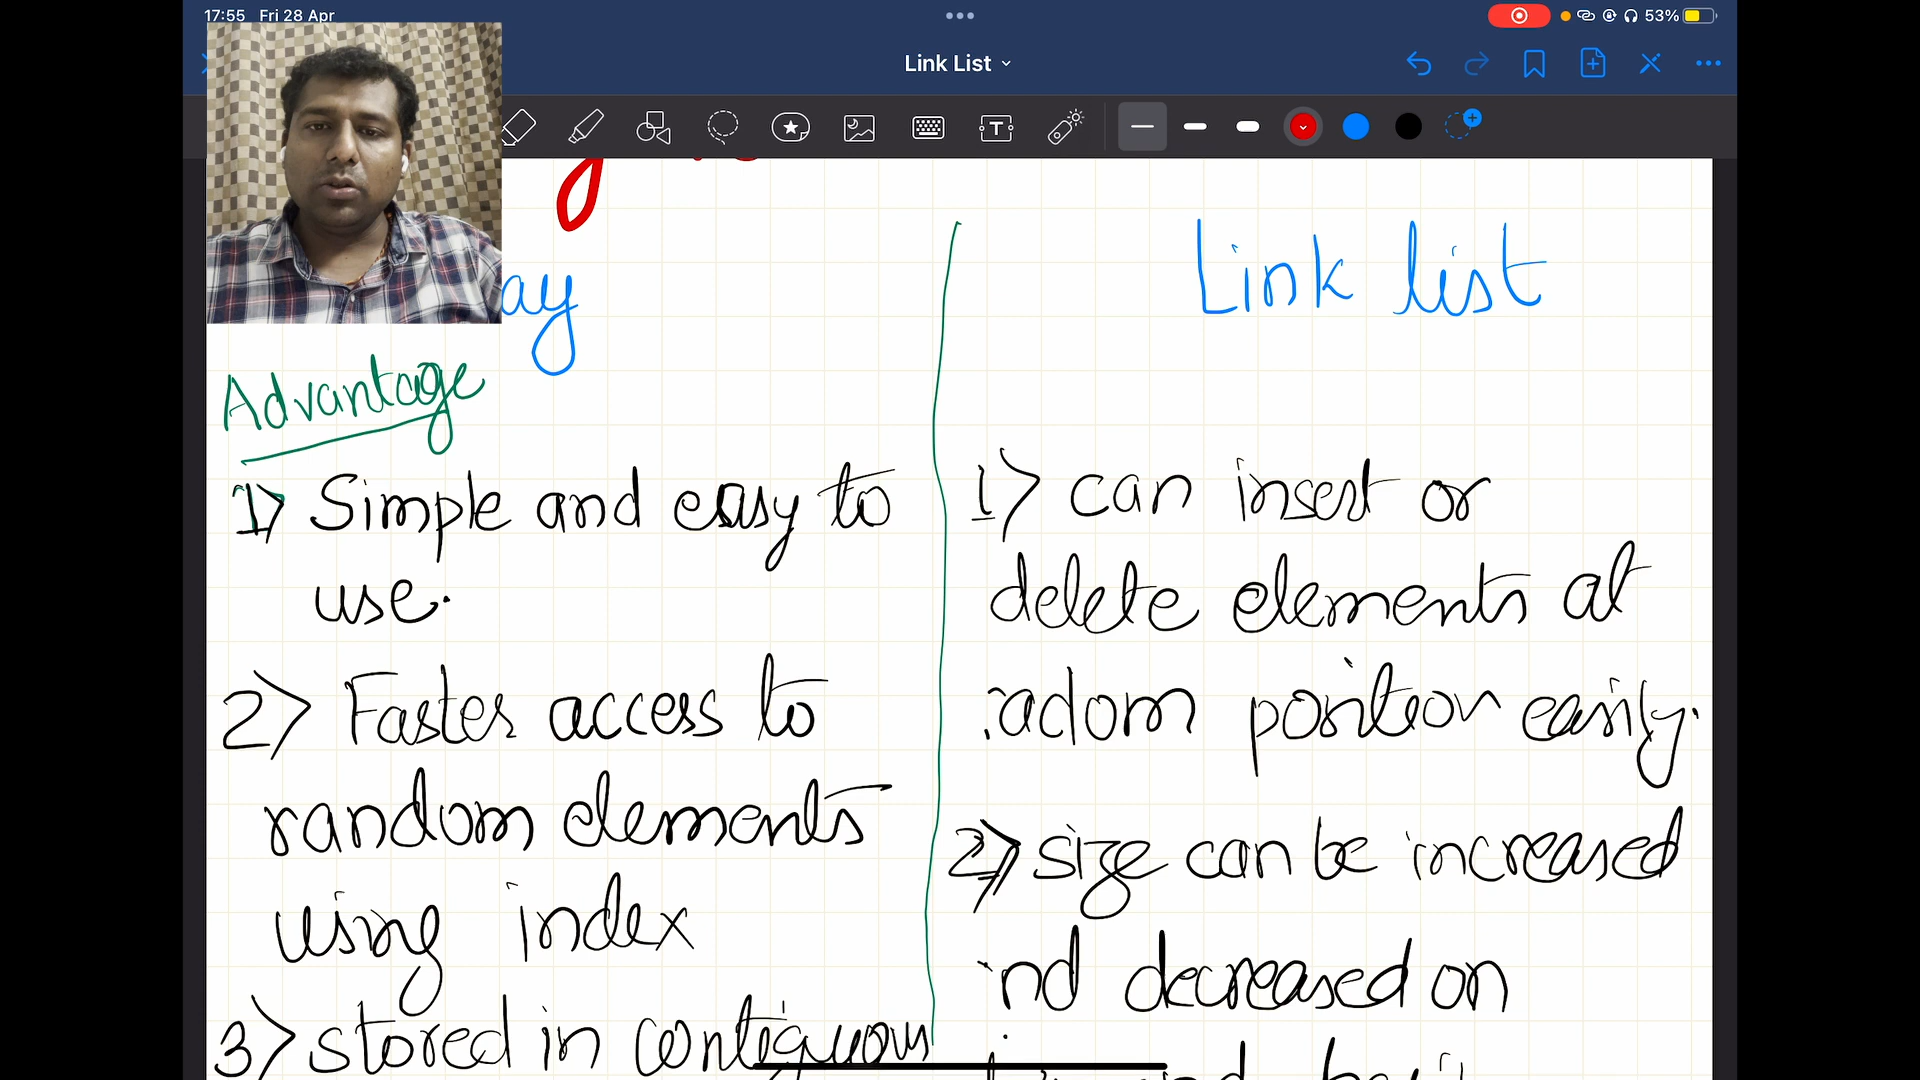 17:55 Fri 28 Apr
53%
Link List
T
ay
Link list
Advantage
1) Simple and easy to
use.
2) Faster access to
random elements
using index
3) stored in contiguous
1) can insert or
delete elements at
radom position easily.
2) size can be increased
nd decreased on